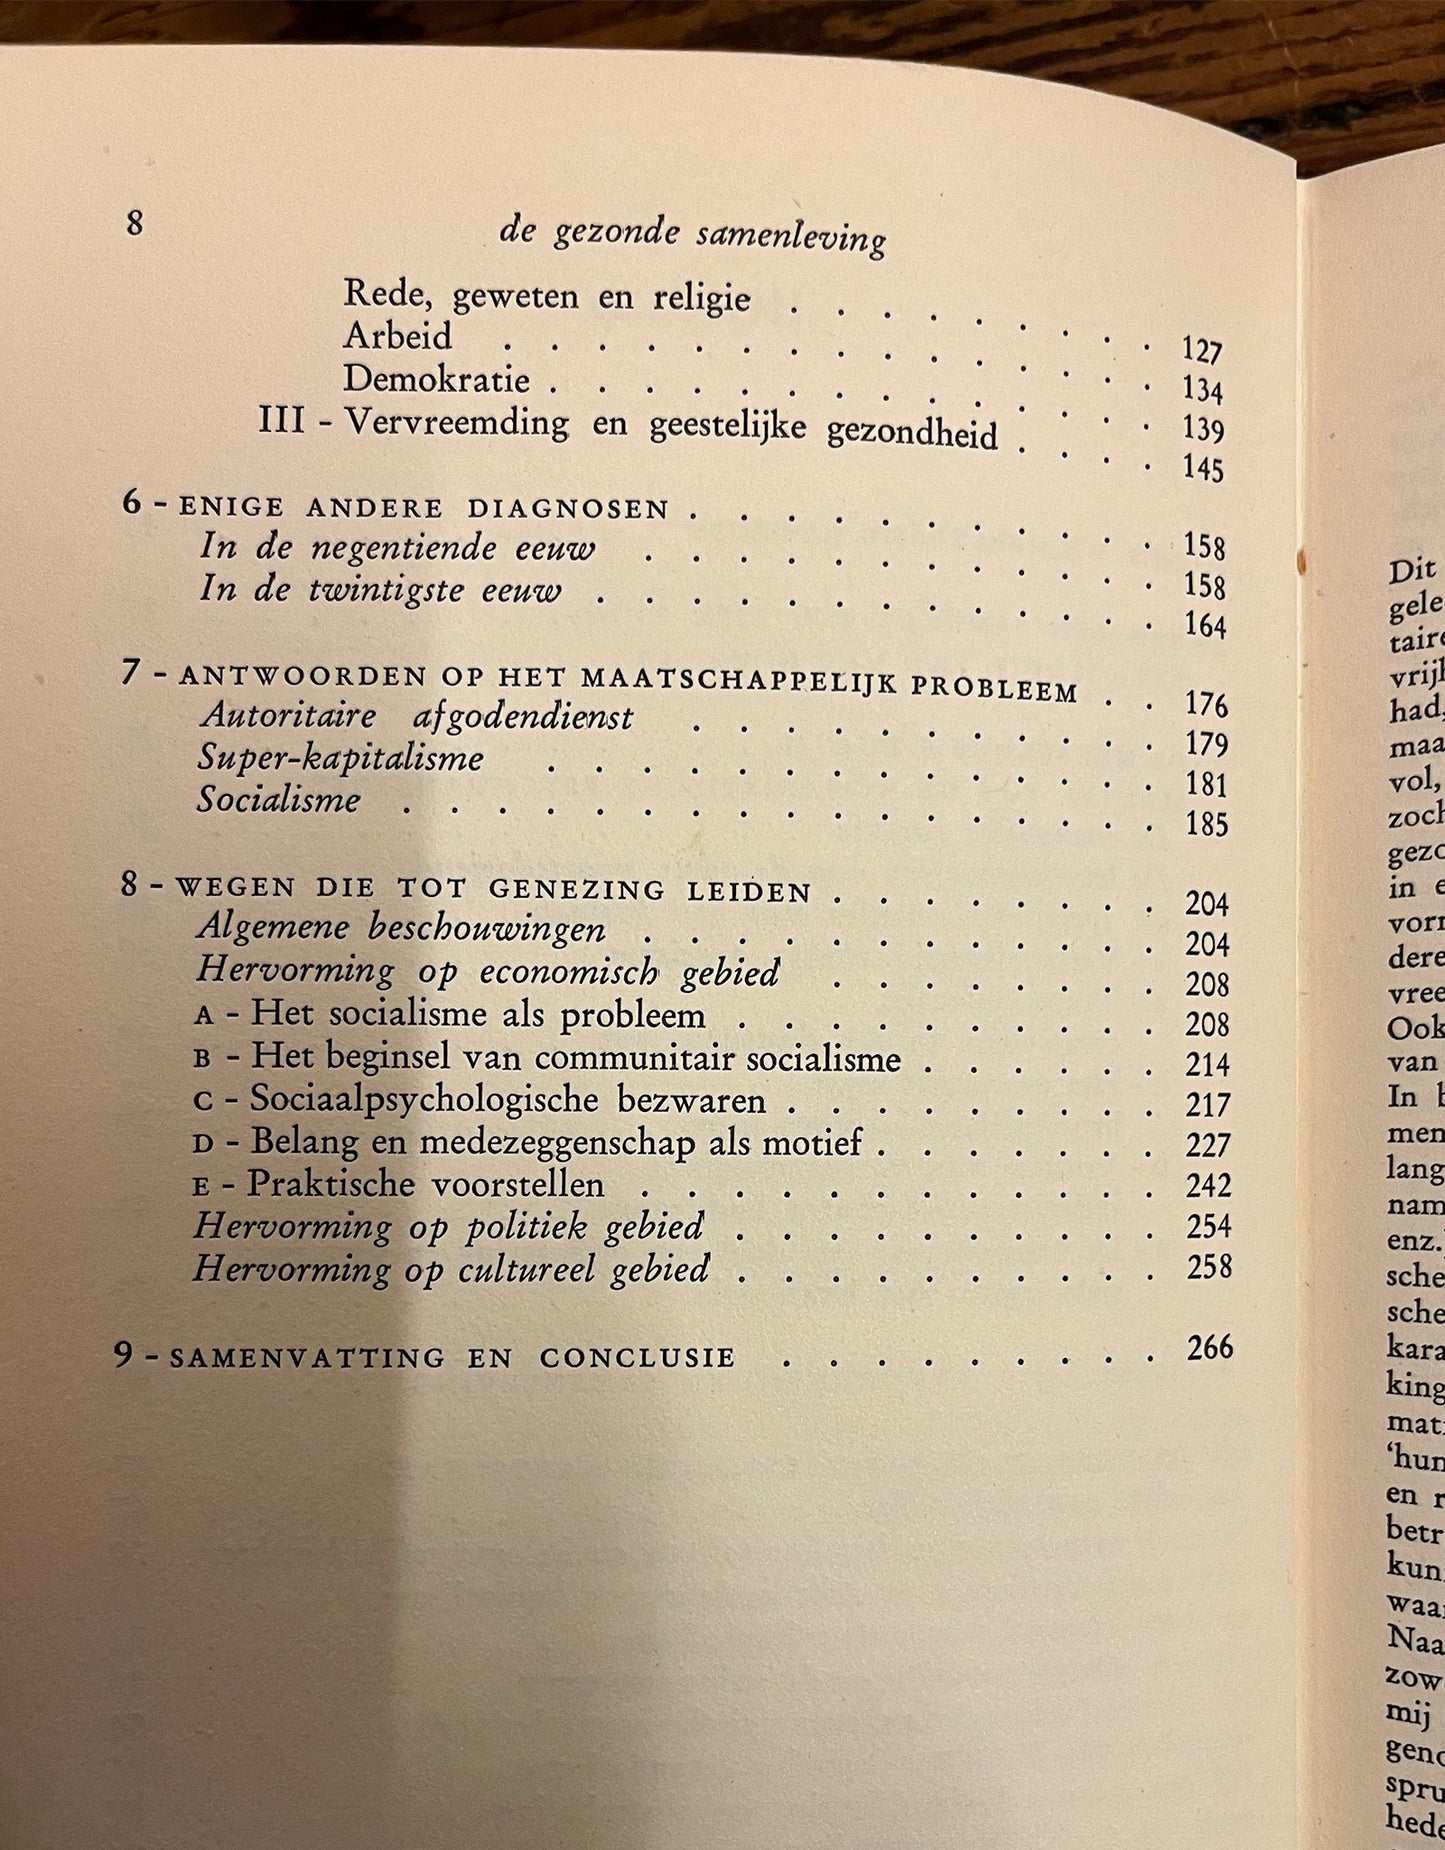 8
de gezonde samenleving
Rede, geweten en religie . . . . . . . . 127
Arbeid . . . . . . . . . . . . . . 134
Demokratie . . . . . . . . . . . . . 139
III - Vervreemding en geestelijke gezondheid . . . . 145
6 - ENIGE ANDERE DIAGNOSEN . . . . . . . . . . 158
In de negentiende eeuw . . . . . . . . . . . 158
In de twintigste eeuw . . . . . . . . . . . . 164
7 - ANTWOORDEN OP HET MAATSCHAPPELIJK PROBLEEM . . 176
Autoritaire afgodendienst . . . . . . . . . . 179
Super-kapitalisme . . . . . . . . . . . . . 181
Socialisme . . . . . . . . . . . . . . . . 185
8 - WEGEN DIE TOT GENEZING LEIDEN . . . . . . . . 204
Algemene beschouwingen . . . . . . . . . . . 204
Hervorming op economisch gebied . . . . . . . . 208
A - Het socialisme als probleem . . . . . . . . . . 208
B - Het beginsel van communitair socialisme . . . . . . 214
C - Sociaalpsychologische bezwaren . . . . . . . . . 217
D - Belang en medezeggenschap als motief . . . . . . . 227
E - Praktische voorstellen . . . . . . . . . . . . 242
Hervorming op politiek gebied . . . . . . . . . . 254
Hervorming op cultureel gebied . . . . . . . . . . 258
9 - SAMENVATTING EN CONCLUSIE . . . . . . . . . 266
Dit
van
In
enz.
vol,
had,
in
en
mij